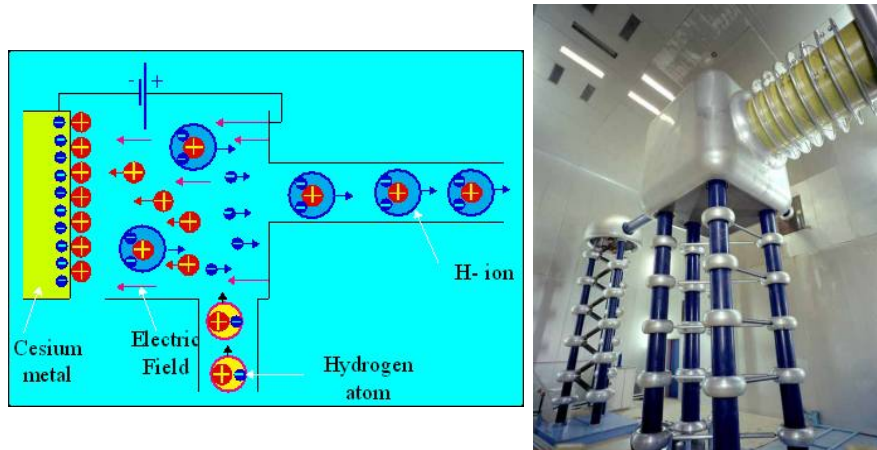 - +
H- ion
Cesium
metal
Electric
Field
Hydrogen
atom